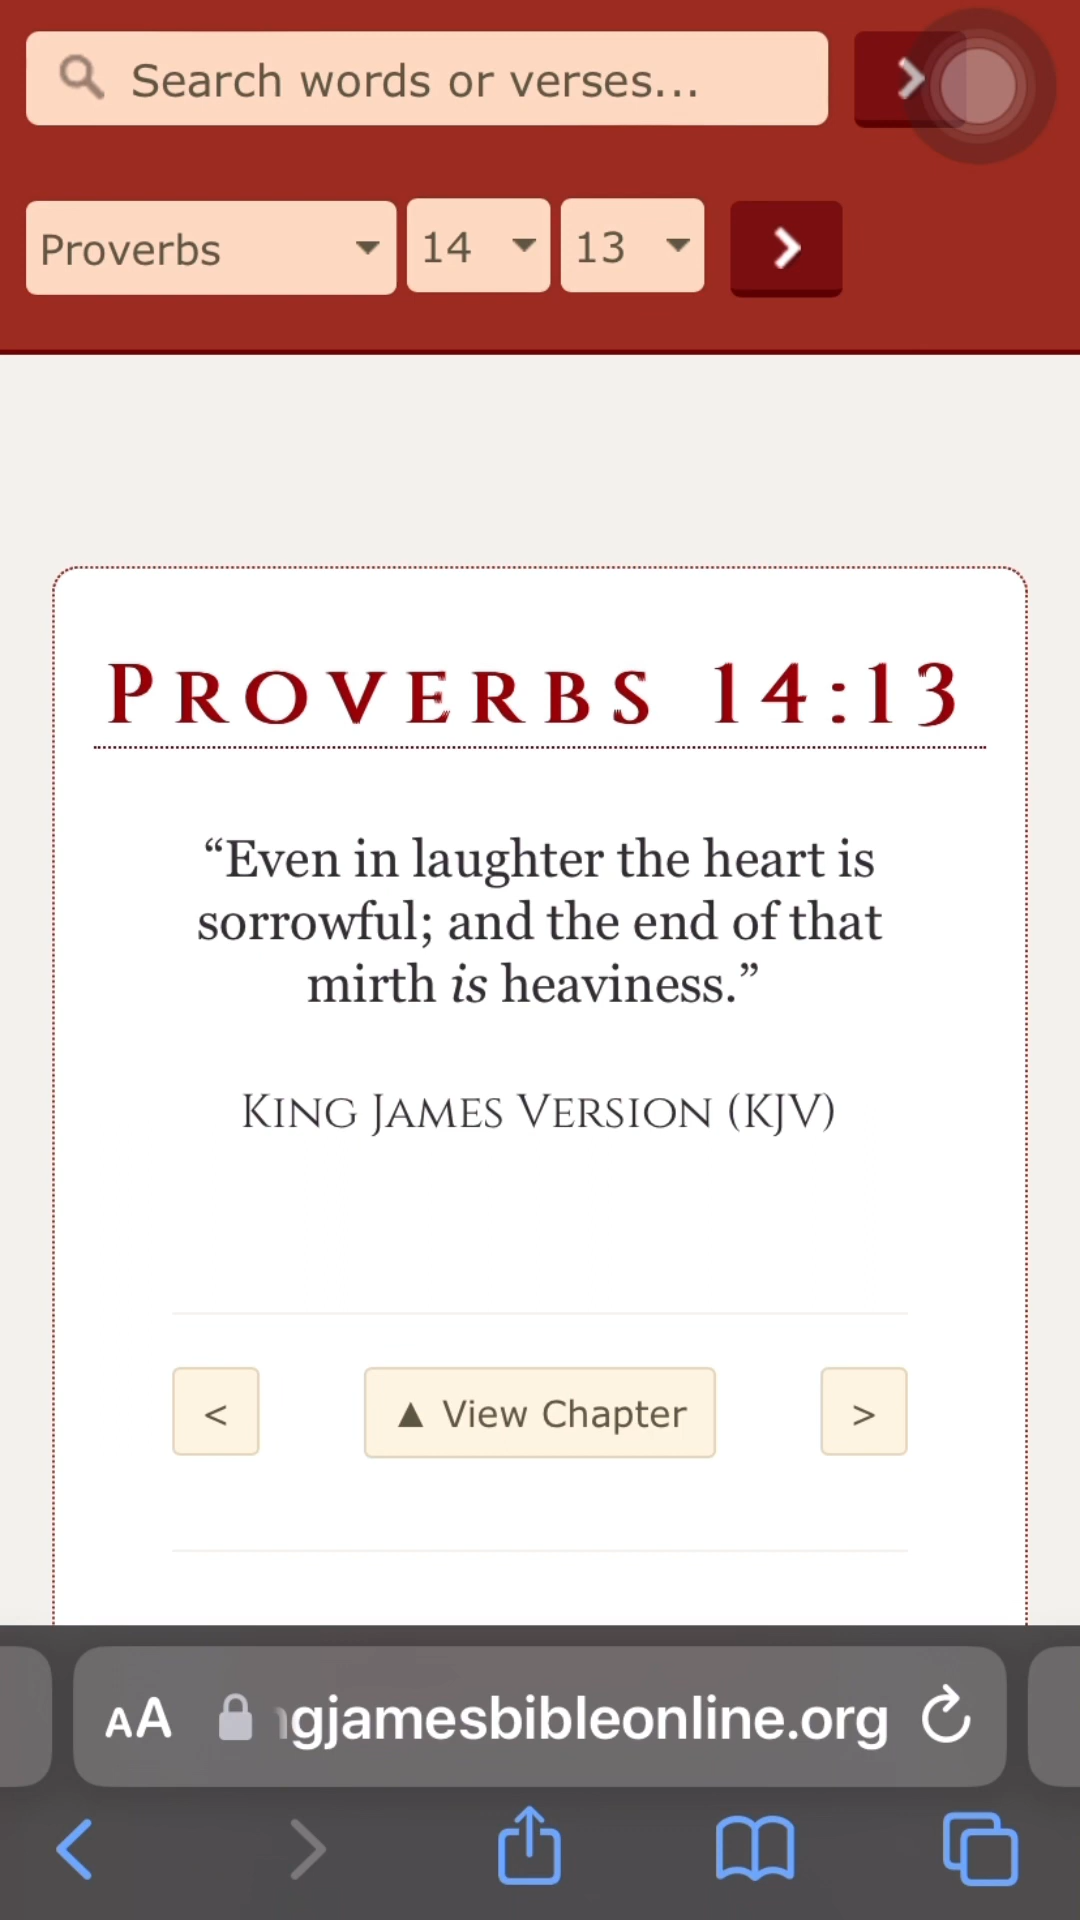 Search words or verses...
Proverbs 14 13
PROVERBS 14:13
“Even in laughter the heart is
sorrowful; and the end of that
mirth is heaviness.”
KING JAMES VERSION (KJV)
< ▲ View Chapter >
AA gjamesbibleonline.org